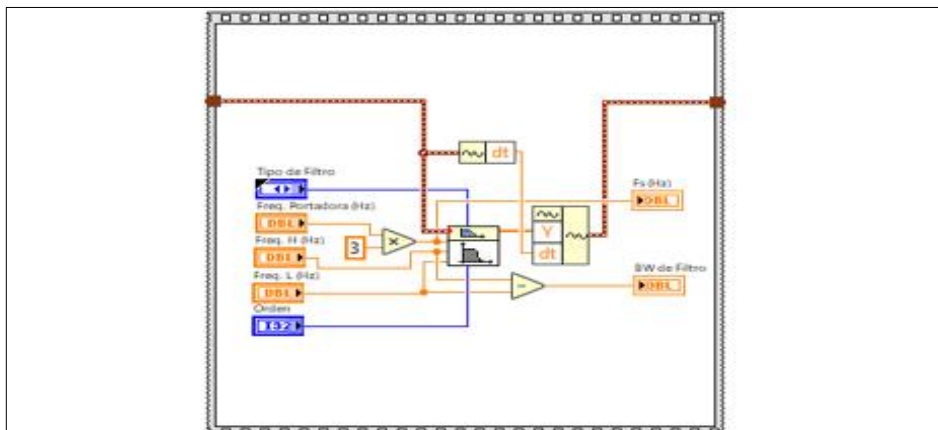 dt
Tipo de Filtro
Fs (Hz)
DBL
Freq. Portadora (Hz)
DBL
Y
3
Freq. H (Hz)
dt
DBL
BW de Filtro
DBL
Freq. L (Hz)
DBL
Orden
I32